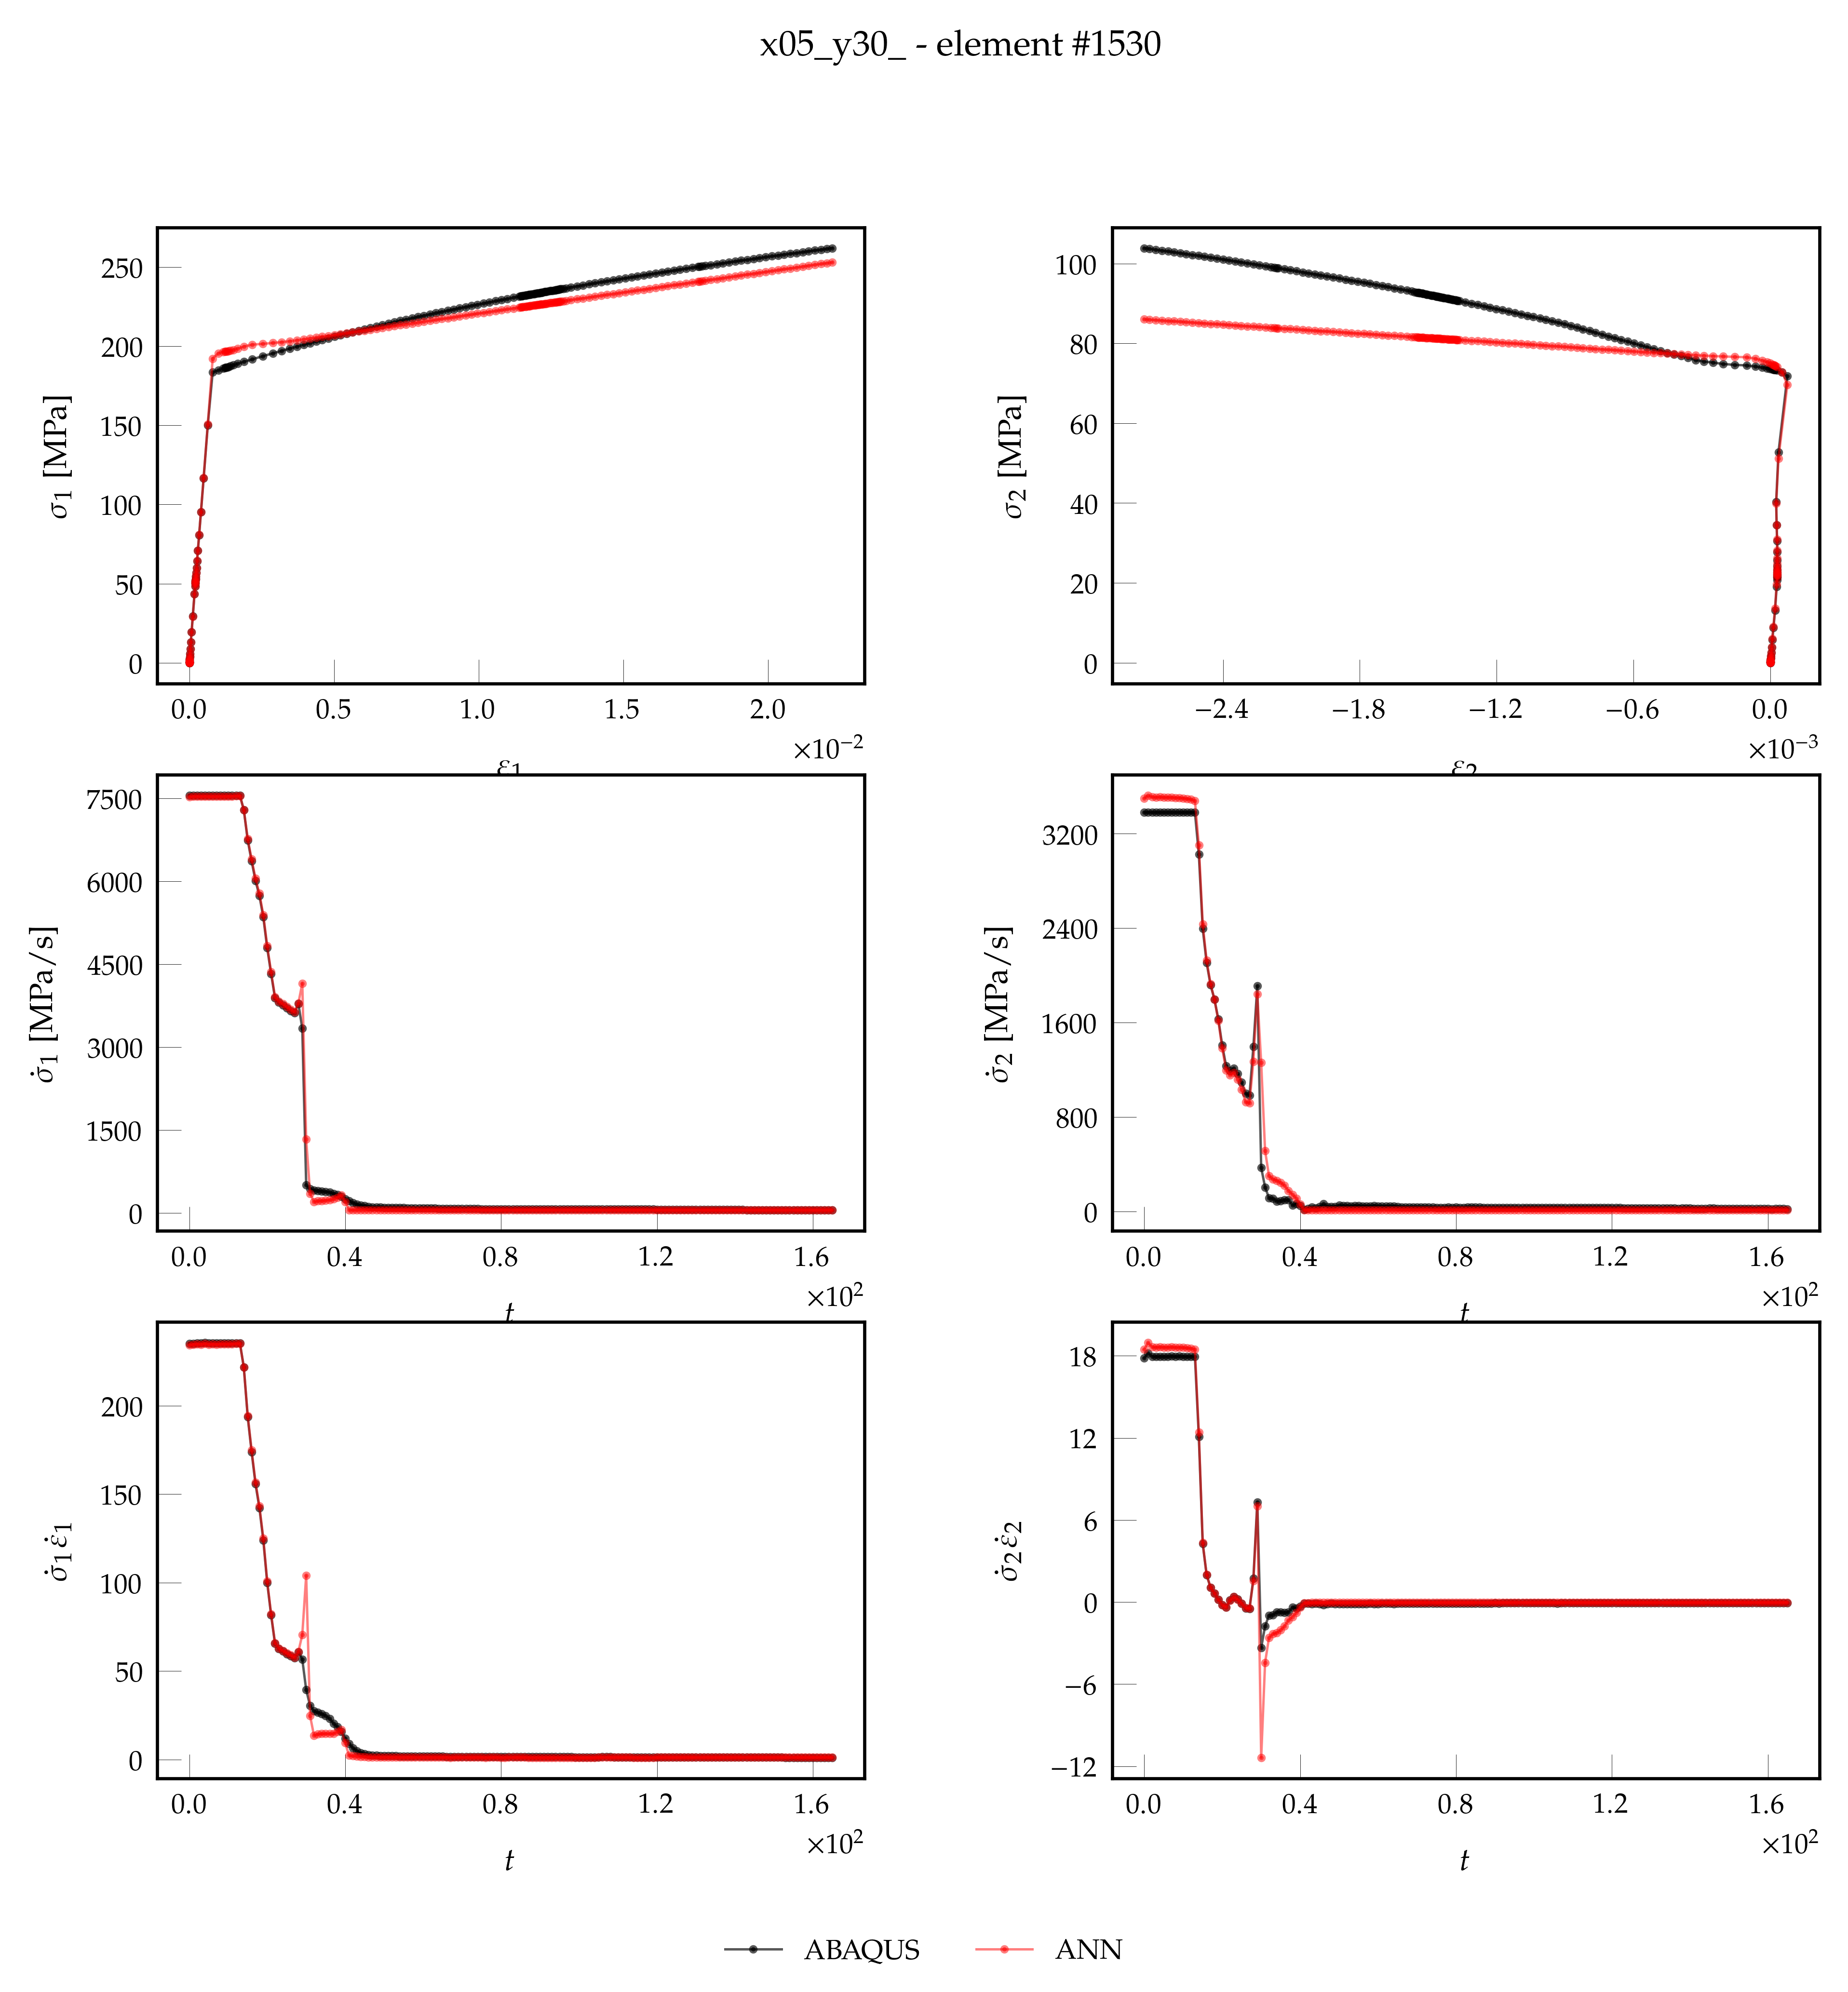 x05_y30_ - element #1530
σ₁ [MPa]
250
200
150
100
50
0
0.0 0.5 1.0 1.5 2.0
×10⁻²
ε₁
σ₂ [MPa]
100
80
60
40
20
0
−2.4 −1.8 −1.2 −0.6 0.0
×10⁻³
ε₂
σ̇₁ [MPa/s]
7500
6000
4500
3000
1500
0
0.0 0.4 0.8 1.2 1.6
×10²
t
σ̇₂ [MPa/s]
3200
2400
1600
800
0
0.0 0.4 0.8 1.2 1.6
×10²
t
σ̇₁ε̇₁
200
150
100
50
0
0.0 0.4 0.8 1.2 1.6
×10²
t
σ̇₂ε̇₂
18
12
6
0
−6
−12
0.0 0.4 0.8 1.2 1.6
×10²
t
ABAQUS ANN